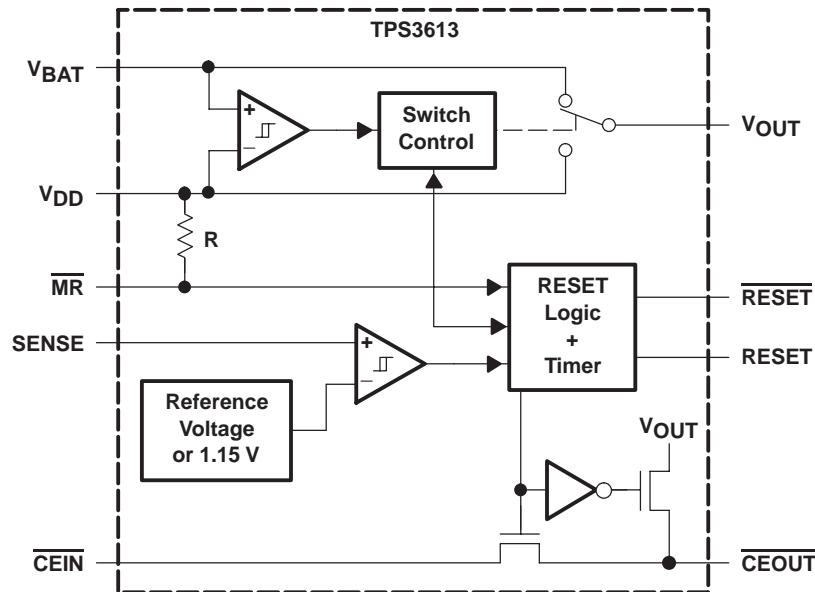 TPS3613
VBAT
+
–
Switch
Control
VOUT
VDD
R
MR
SENSE
+
–
RESET
Logic
+
Timer
RESET
RESET
Reference
Voltage
or 1.15 V
VOUT
CEIN
CEOUT